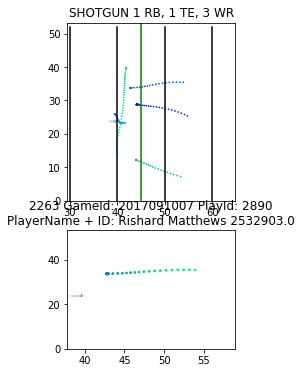 SHOTGUN 1 RB, 1 TE, 3 WR
50
40
30
20
10
0
30 40 50 60
2263 GameId: 2017091007 PlayId: 2890
PlayerName + ID: Rishard Matthews 2532903.0
40
20
0
40 45 50 55